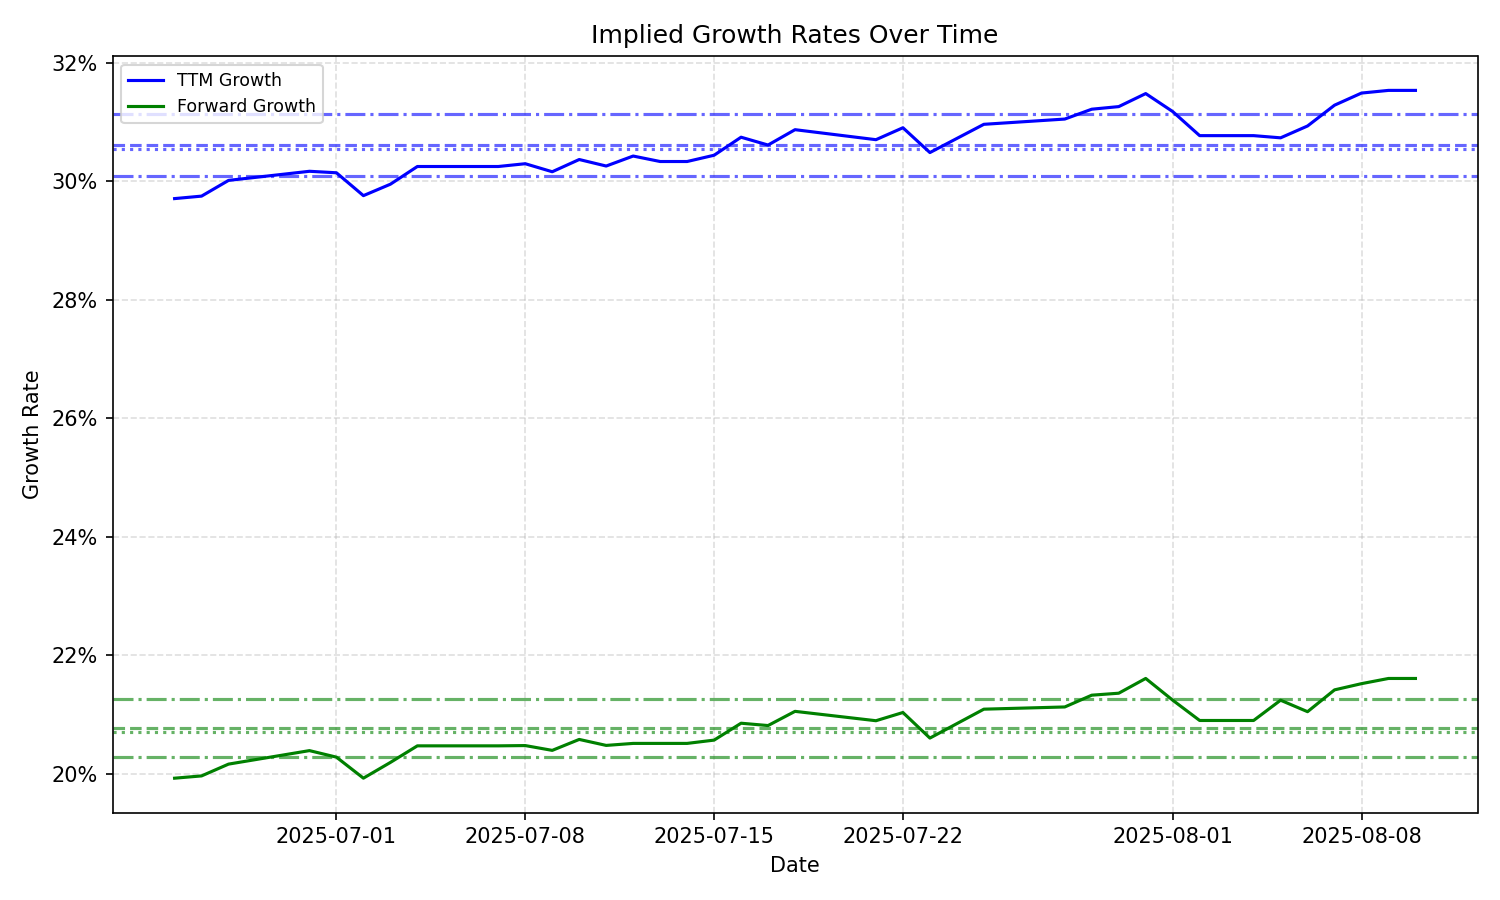 Implied Growth Rates Over Time
TTM Growth
Forward Growth
32%
30%
28%
26%
24%
22%
20%
Growth Rate
2025-07-01
2025-07-08
2025-07-15
2025-07-22
2025-08-01
2025-08-08
Date